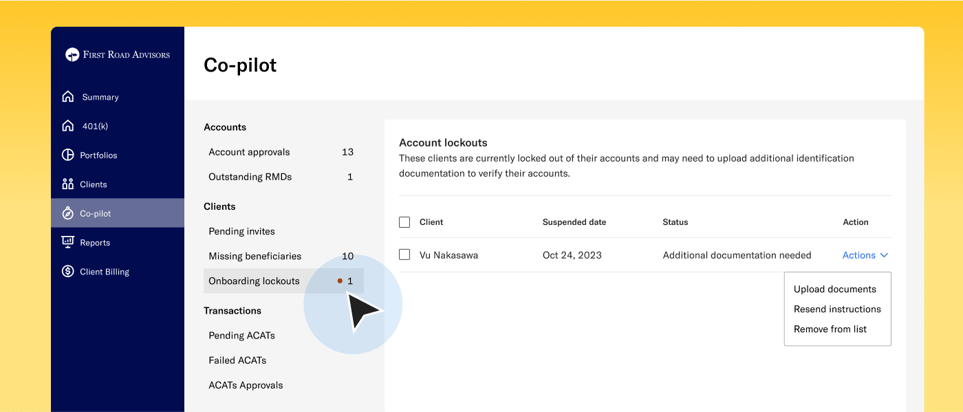 FIRST ROAD ADVISORS
Summary
401(k)
Portfolios
Clients
Co-pilot
Reports
Client Billing
Co-pilot
Accounts
Account approvals 13
Outstanding RMDs 1
Clients
Pending invites
Missing beneficiaries 10
Onboarding lockouts 1
Transactions
Pending ACATs
Failed ACATs
ACATs Approvals
Account lockouts
These clients are currently locked out of their accounts and may need to upload additional identification
documentation to verify their accounts.
Client Suspended date Status Action
Vu Nakasawa Oct 24, 2023 Additional documentation needed Actions
Upload documents
Resend instructions
Remove from list